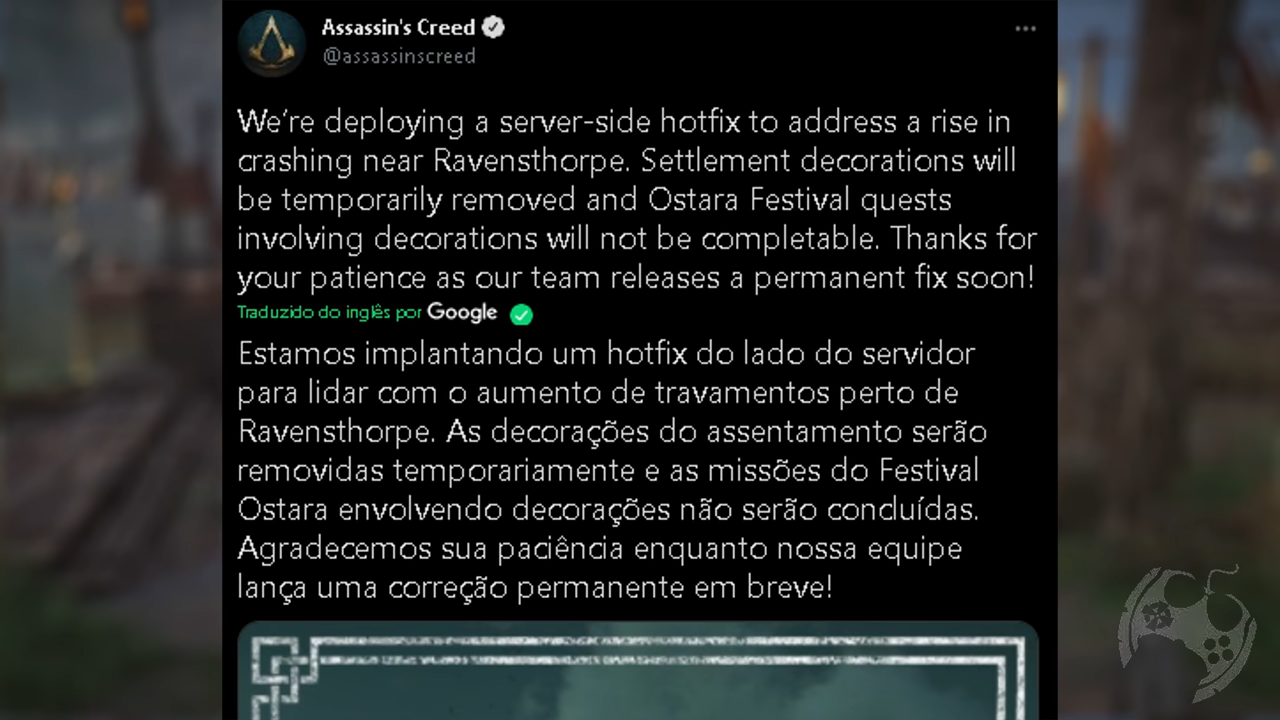 Assassin's Creed
@assassinscreed
We're deploying a server-side hotfix to address a rise in
crashing near Ravensthorpe. Settlement decorations will
be temporarily removed and Ostara Festival quests
involving decorations will not be completable. Thanks for
your patience as our team releases a permanent fix soon!
Traduzido do inglês por Google
Estamos implantando um hotfix do lado do servidor
para lidar com o aumento de travamentos perto de
Ravensthorpe. As decorações do assentamento serão
removidas temporariamente e as missões do Festival
Ostara envolvendo decorações não serão concluídas.
Agradecemos sua paciência enquanto nossa equipe
lança uma correção permanente em breve!